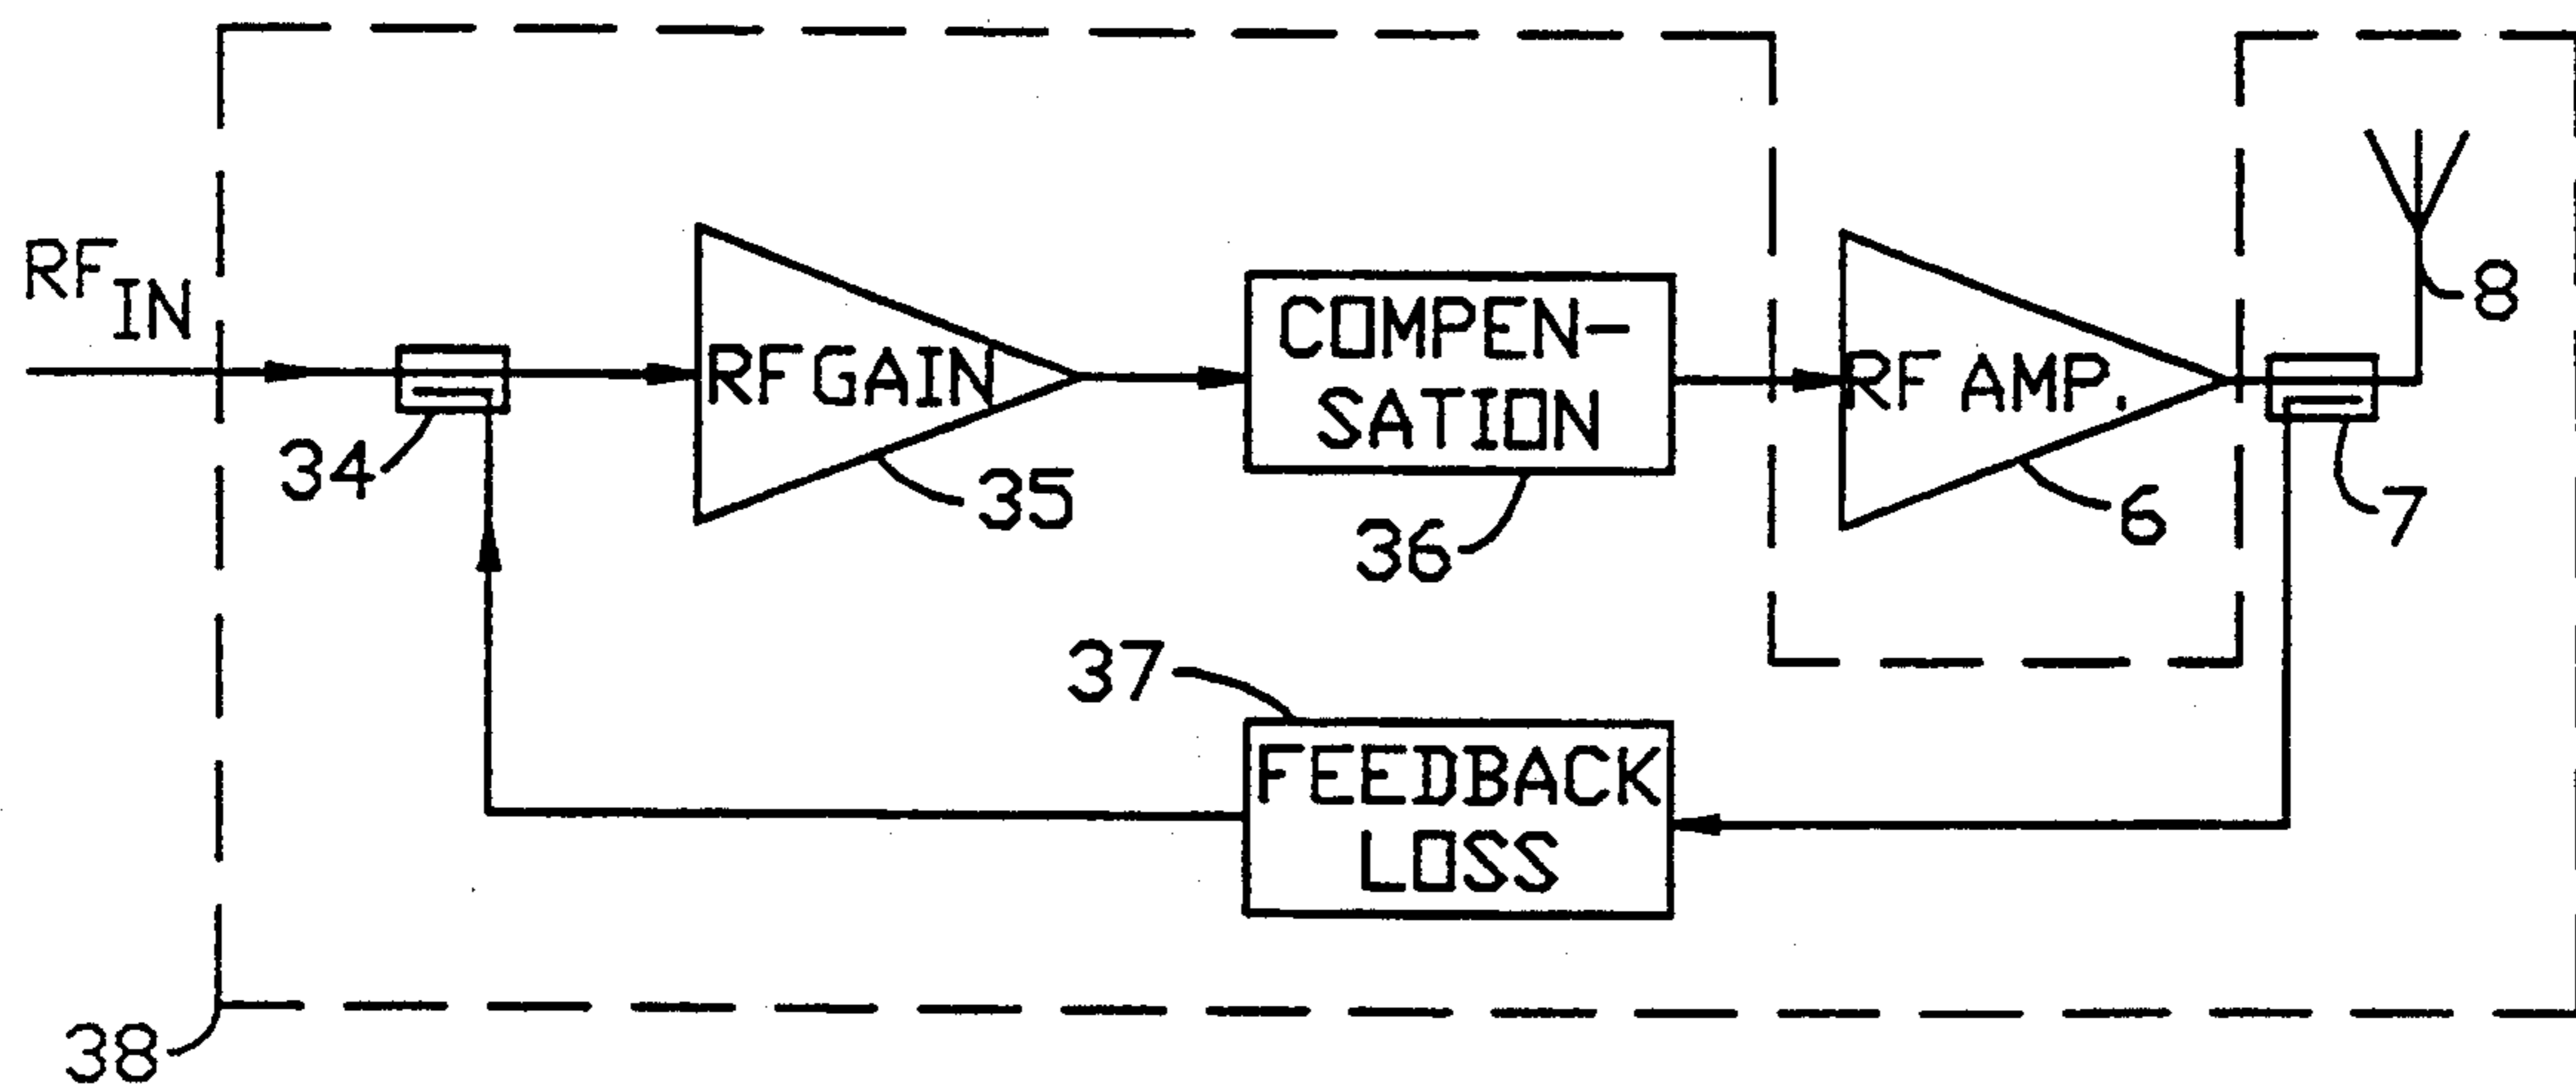 RF IN
RF GAIN
COMPEN-
SATION
RF AMP.
8
34
35
36
6
7
37
FEEDBACK
LOSS
38